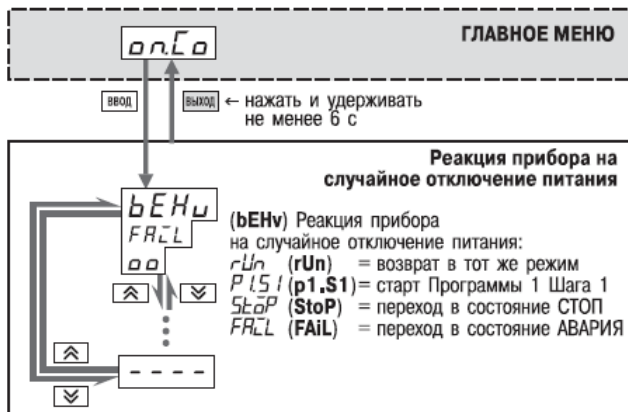 ГЛАВНОЕ МЕНЮ
on.Co
ввод
выход ← нажать и удерживать
не менее 6 с
Реакция прибора на
случайное отключение питания
bEHv
FAiL
oo
(bEHv) Реакция прибора
на случайное отключение питания:
rUn (rUn) = возврат в тот же режим
P1.S1 (p1.S1) = старт Программы 1 Шага 1
StoP (StoP) = переход в состояние СТОП
FAiL (FAiL) = переход в состояние АВАРИЯ
- - - -